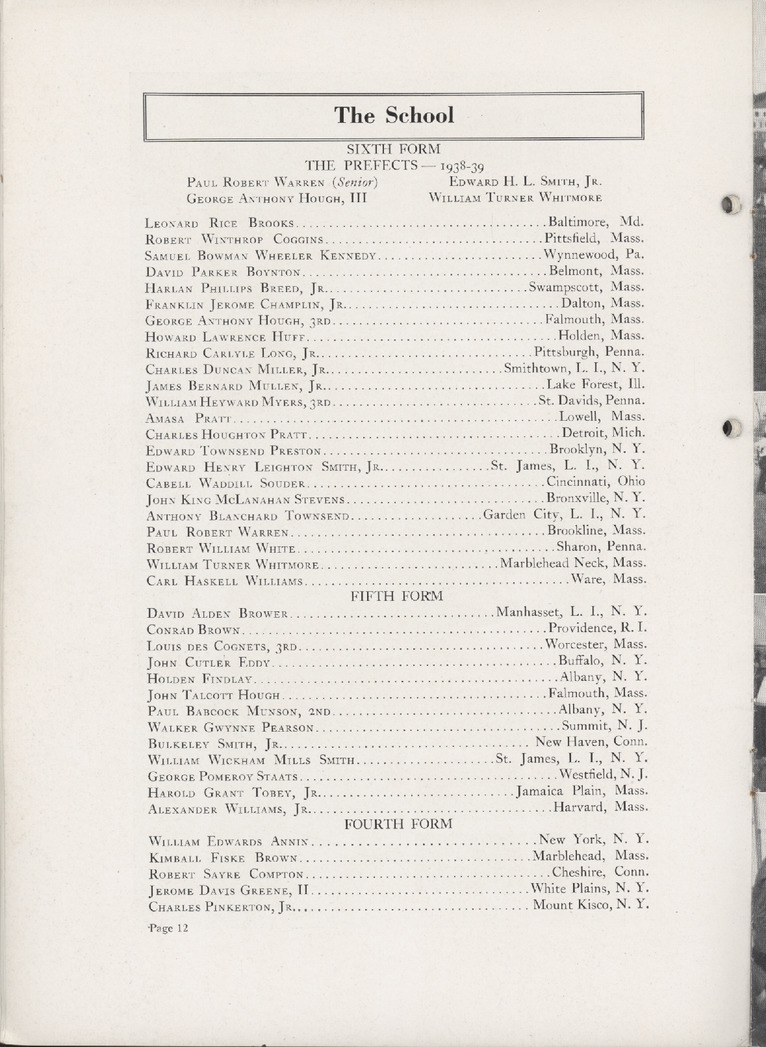 The School
SIXTH FORM
THE PREFECTS — 1938-39
PAUL ROBERT WARREN (Senior) EDWARD H. L. SMITH, JR.
GEORGE ANTHONY HOUGH, III WILLIAM TURNER WHITMORE
LEONARD RICE BROOKS..............................Baltimore, Md.
ROBERT WINTHROP COGGINS..............................Pittsfield, Mass.
SAMUEL BOWMAN WHEELER KENNEDY..............................Wynnewood, Pa.
DAVID PARKER BOYNTON..............................Belmont, Mass.
HARLAN PHILLIPS BREED, JR...............................Swampscott, Mass.
FRANKLIN JEROME CHAMPLIN, JR...............................Dalton, Mass.
GEORGE ANTHONY HOUGH, 3RD..............................Falmouth, Mass.
HOWARD LAWRENCE HUFF..............................Holden, Mass.
RICHARD CARLYLE LONG, JR...............................Pittsburgh, Penna.
CHARLES DUNCAN MILLER, JR...............................Smithtown, L. I., N. Y.
JAMES BERNARD MULLEN, JR...............................Lake Forest, Ill.
WILLIAM HEYWARD MYERS, 3RD..............................St. Davids, Penna.
AMASA PRATT..............................Lowell, Mass.
CHARLES HOUGHTON PRATT..............................Detroit, Mich.
EDWARD TOWNSEND PRESTON..............................Brooklyn, N. Y.
EDWARD HENRY LEIGHTON SMITH, JR...............................St. James, L. I., N. Y.
CABELL WADDILL SOUDER..............................Cincinnati, Ohio
JOHN KING MCLANAHAN STEVENS..............................Bronxville, N. Y.
ANTHONY BLANCHARD TOWNSEND..............................Garden City, L. I., N. Y.
PAUL ROBERT WARREN..............................Brookline, Mass.
ROBERT WILLIAM WHITE..............................Sharon, Penna.
WILLIAM TURNER WHITMORE..............................Marblehead Neck, Mass.
CARL HASKELL WILLIAMS..............................Ware, Mass.
FIFTH FORM
DAVID ALDEN BROWER..............................Manhasset, L. I., N. Y.
CONRAD BROWN..............................Providence, R. I.
LOUIS DES COGNETS, 3RD..............................Worcester, Mass.
JOHN CUTLER EDDY..............................Buffalo, N. Y.
HOLDEN FINDLAY..............................Albany, N. Y.
JOHN TALCOTT HOUGH..............................Falmouth, Mass.
PAUL BABCOCK MUNSON, 2ND..............................Albany, N. Y.
WALKER GWYNNE PEARSON..............................Summit, N. J.
BULKELEY SMITH, JR...............................New Haven, Conn.
WILLIAM WICKHAM MILLS SMITH..............................St. James, L. I., N. Y.
GEORGE POMEROY STAATS..............................Westfield, N. J.
HAROLD GRANT TOBEY, JR...............................Jamaica Plain, Mass.
ALEXANDER WILLIAMS, JR...............................Harvard, Mass.
FOURTH FORM
WILLIAM EDWARDS ANNIN..............................New York, N. Y.
KIMBALL FISKE BROWN..............................Marblehead, Mass.
ROBERT SAYRE COMPTON..............................Cheshire, Conn.
JEROME DAVIS GREENE, II..............................White Plains, N. Y.
CHARLES PINKERTON, JR...............................Mount Kisco, N. Y.
Page 12